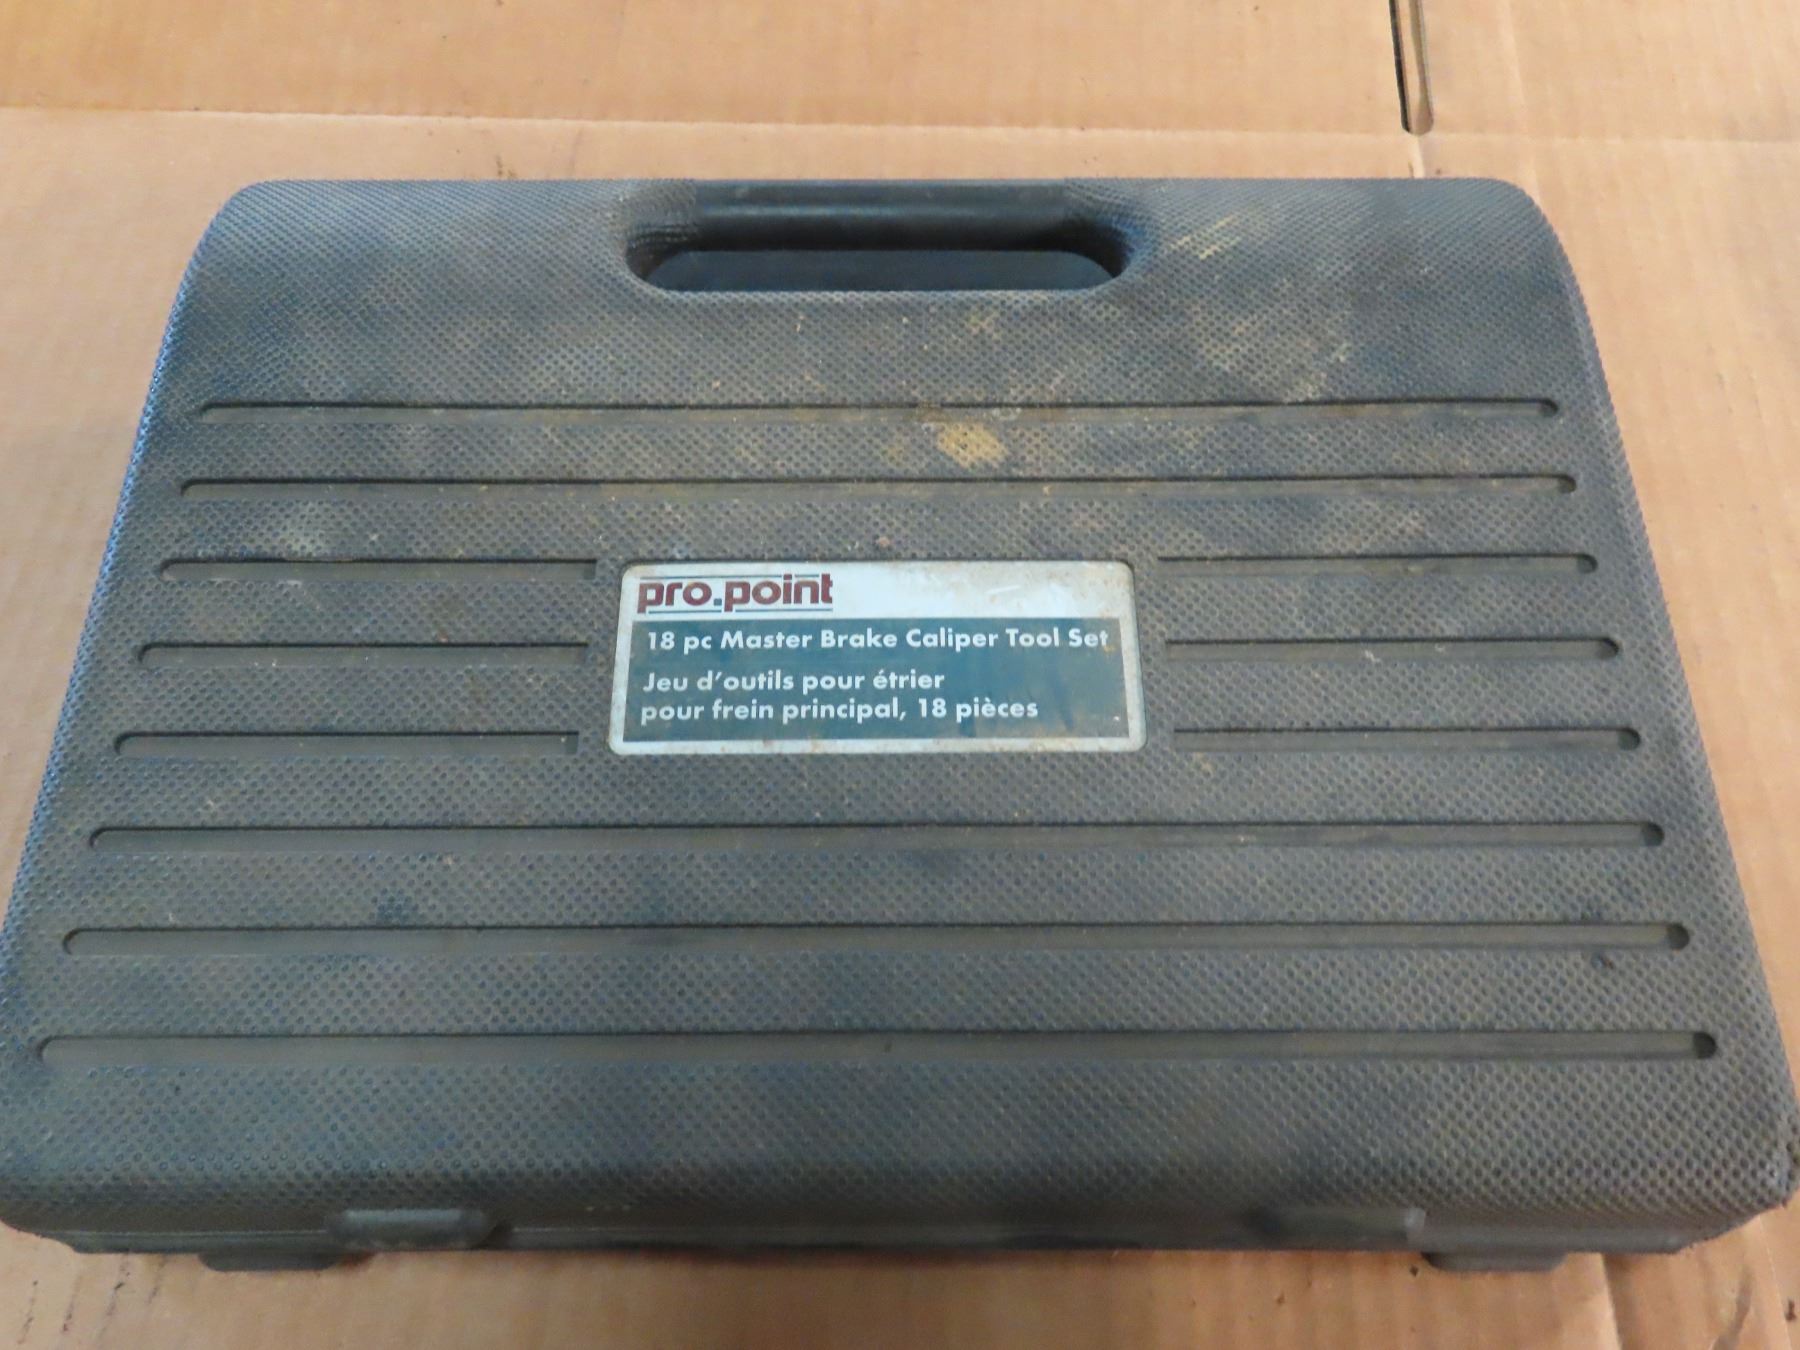 pro.point
18 pc Master Brake Caliper Tool Set
Jeu d'outils pour étrier
pour frein principal, 18 pièces